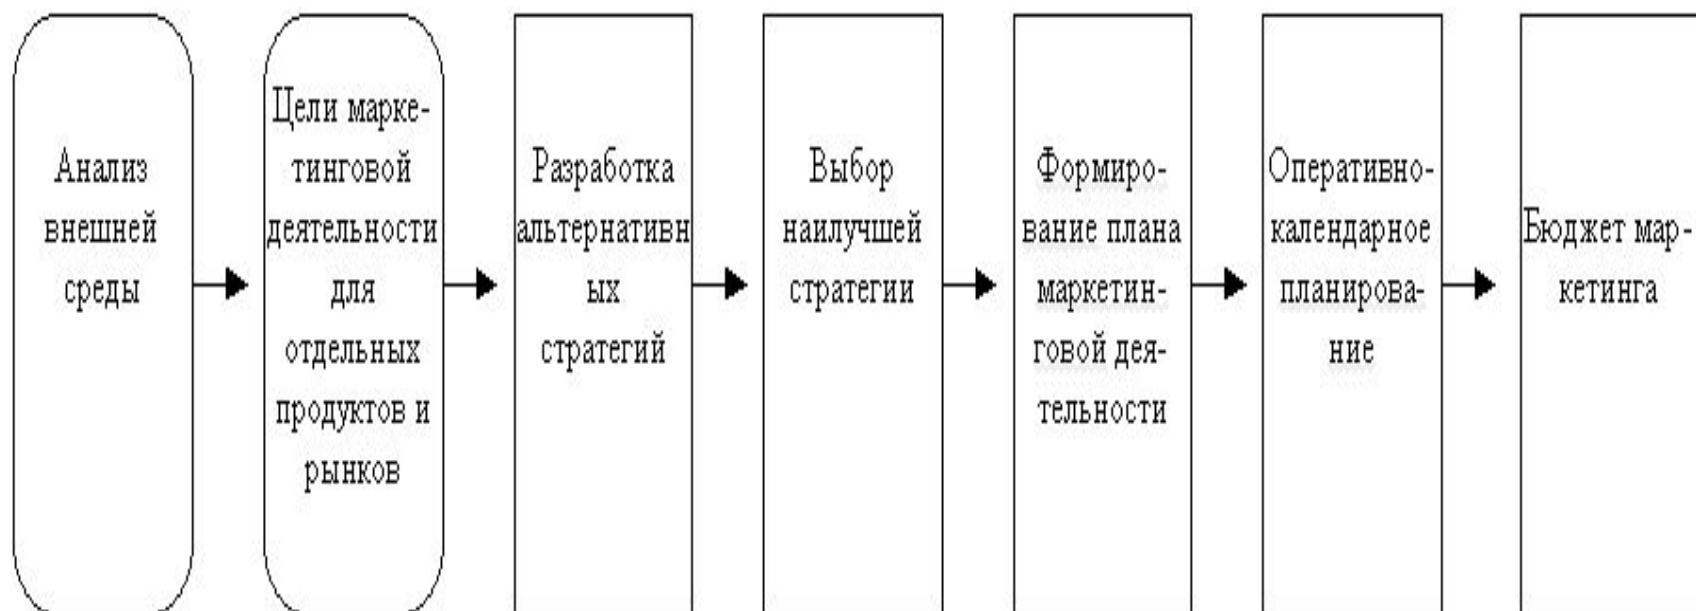 Анализ
внешней
среды
Цели марке-
тинговой
деятельности
для
отдельных
продуктов и
рынков
Разработка
альтернативн
ых
стратегий
Выбор
наилучшей
стратегии
Формиро-
вание плана
маркетин-
говой дея-
тельности
Оперативно-
календарное
планирова-
ние
Бюджет мар-
кетинга